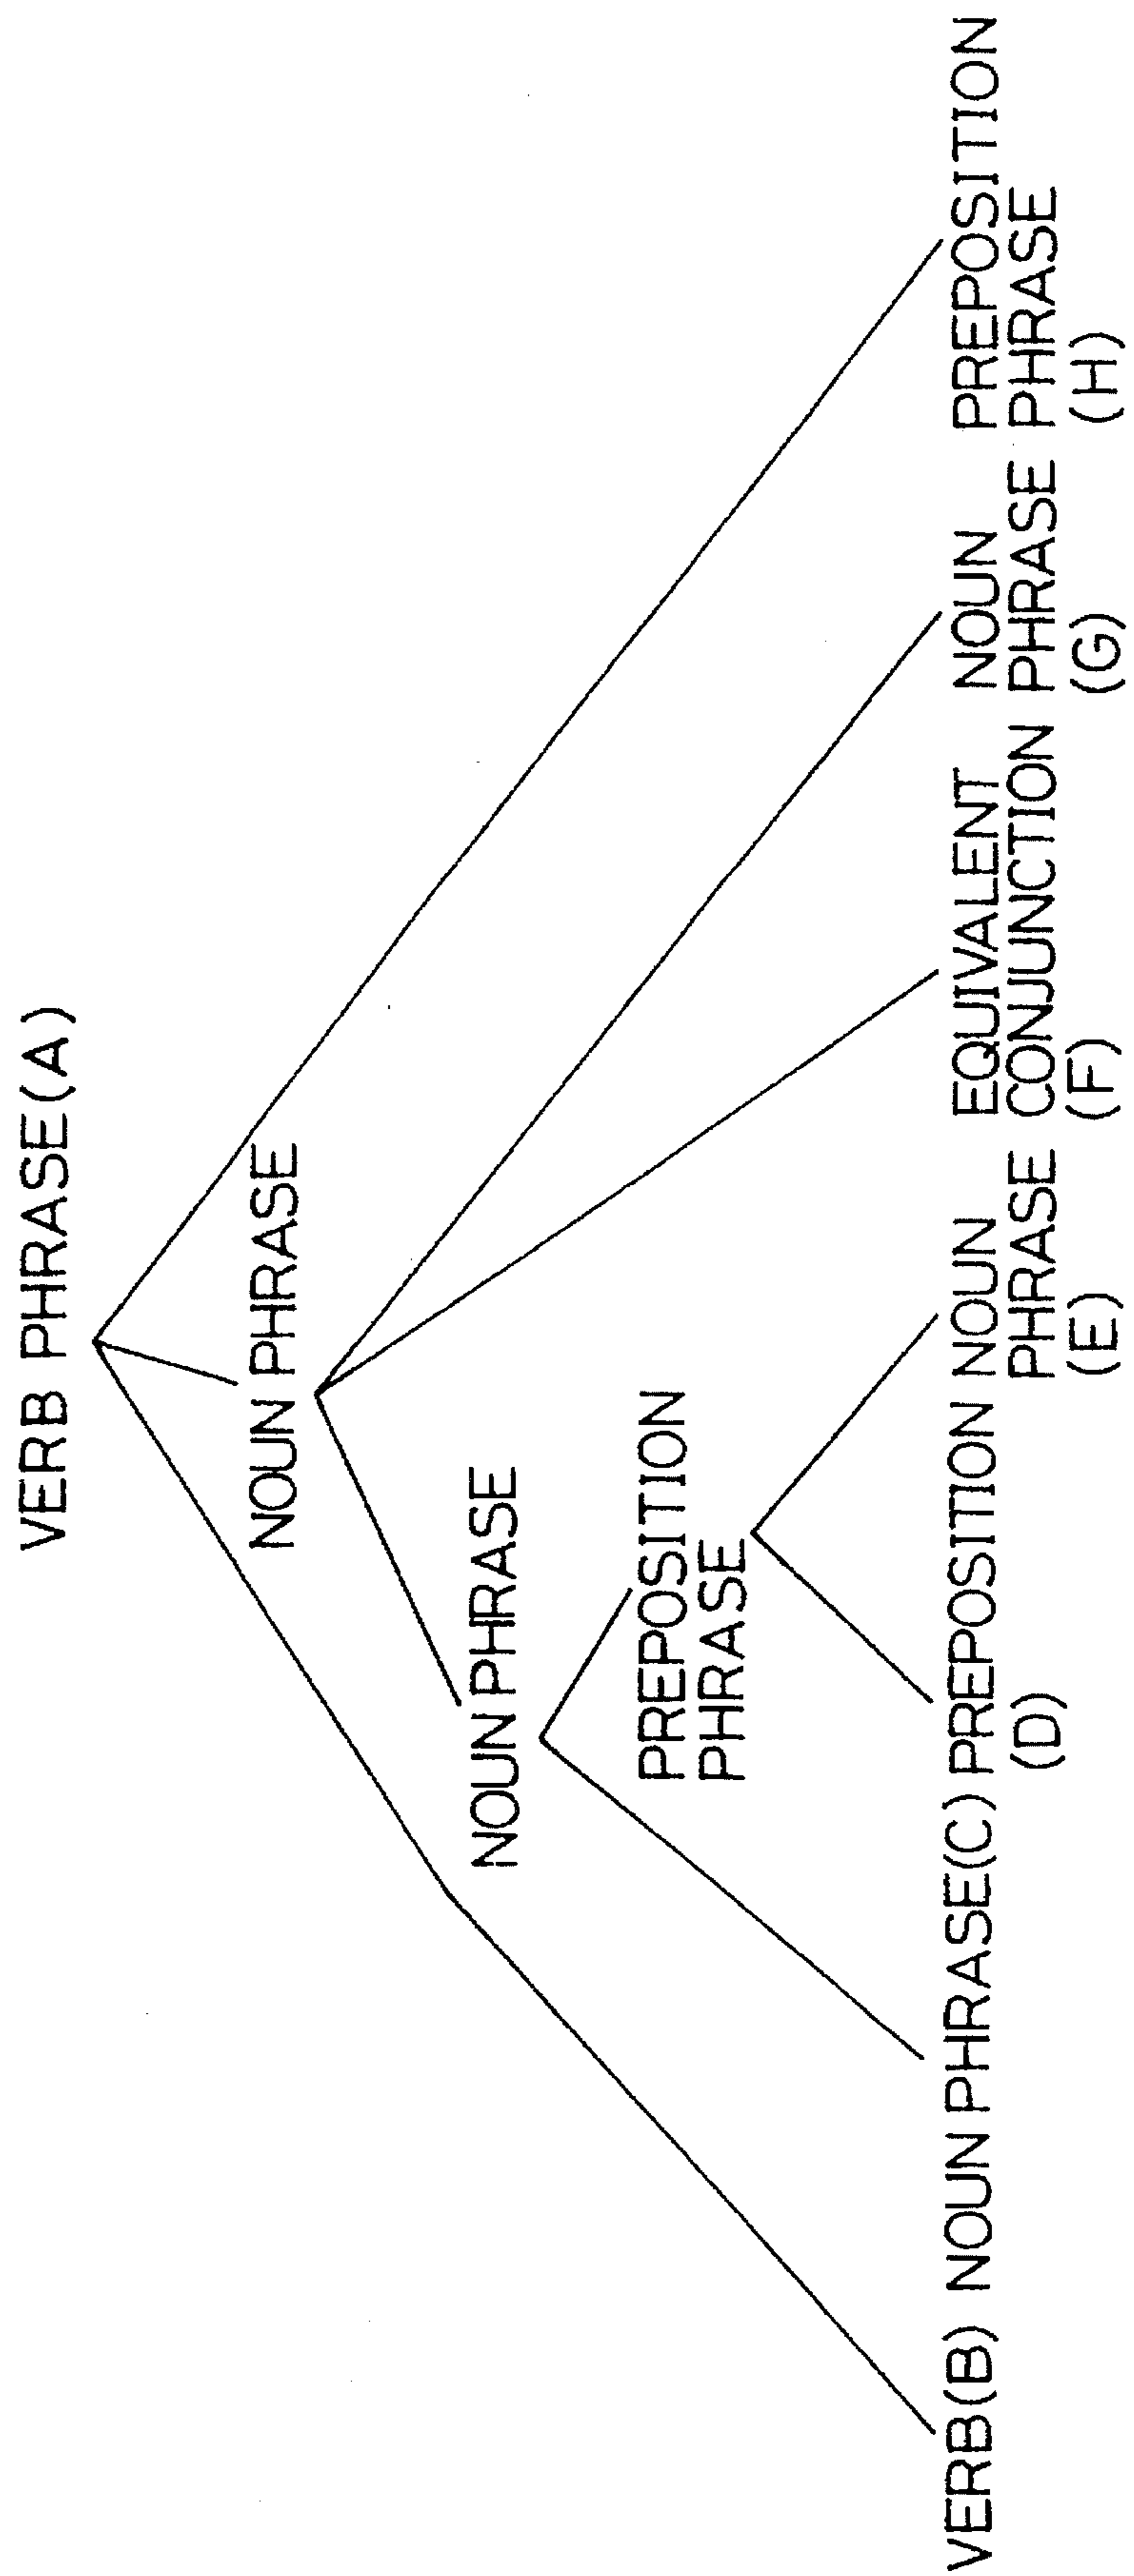 VERB PHRASE(A)
NOUN PHRASE
NOUN PHRASE
PREPOSITION
PHRASE
VERB(B)
NOUN PHRASE(C)
PREPOSITION
(D)
NOUN
PHRASE
(E)
EQUIVALENT
CONJUNCTION
(F)
NOUN
PHRASE
(G)
PREPOSITION
PHRASE
(H)